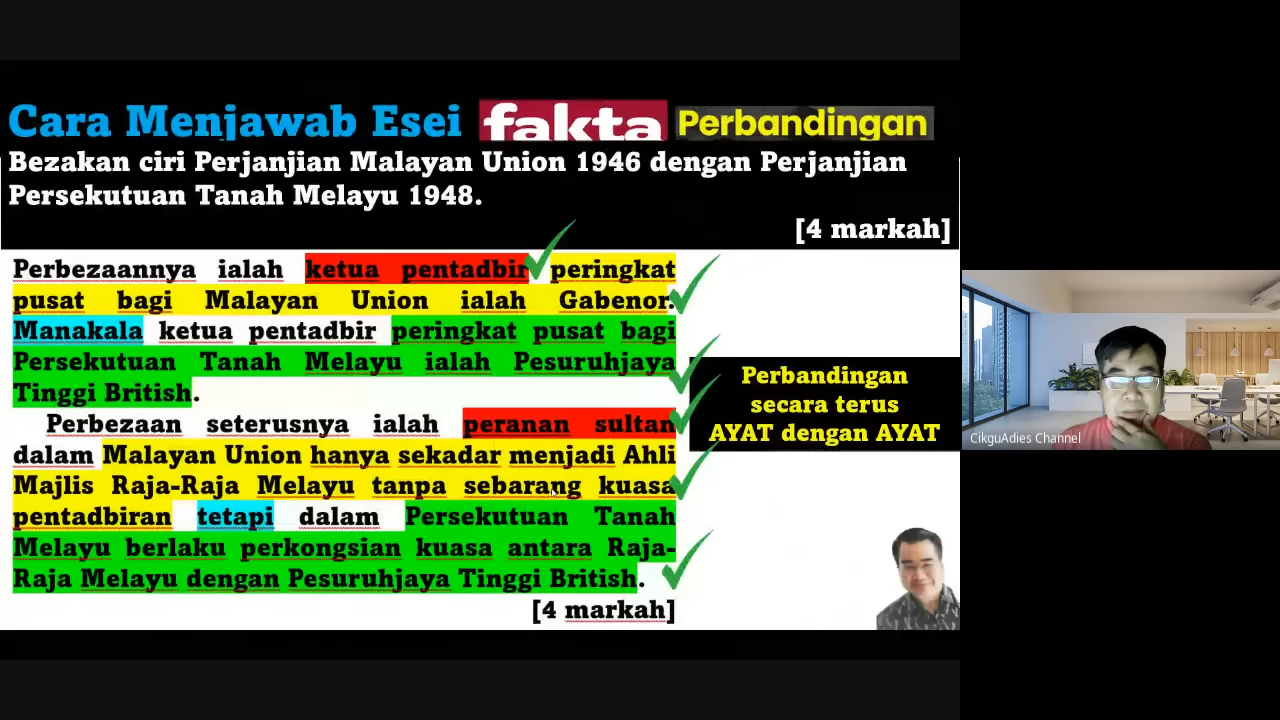 Cara Menjawab Esei fakta Perbandingan
Bezakan ciri Perjanjian Malayan Union 1946 dengan Perjanjian
Persekutuan Tanah Melayu 1948.
[4 markah]
Perbezaannya ialah ketua pentadbir peringkat
pusat bagi Malayan Union ialah Gabenor.
Manakala ketua pentadbir peringkat pusat bagi
Persekutuan Tanah Melayu ialah Pesuruhjaya
Tinggi British.
Perbezaan seterusnya ialah peranan sultan
dalam Malayan Union hanya sekadar menjadi Ahli
Majlis Raja-Raja Melayu tanpa sebarang kuasa
pentadbiran tetapi dalam Persekutuan Tanah
Melayu berlaku perkongsian kuasa antara Raja-
Raja Melayu dengan Pesuruhjaya Tinggi British.
[4 markah]
Perbandingan
secara terus
AYAT dengan AYAT
CikguAdies Channel